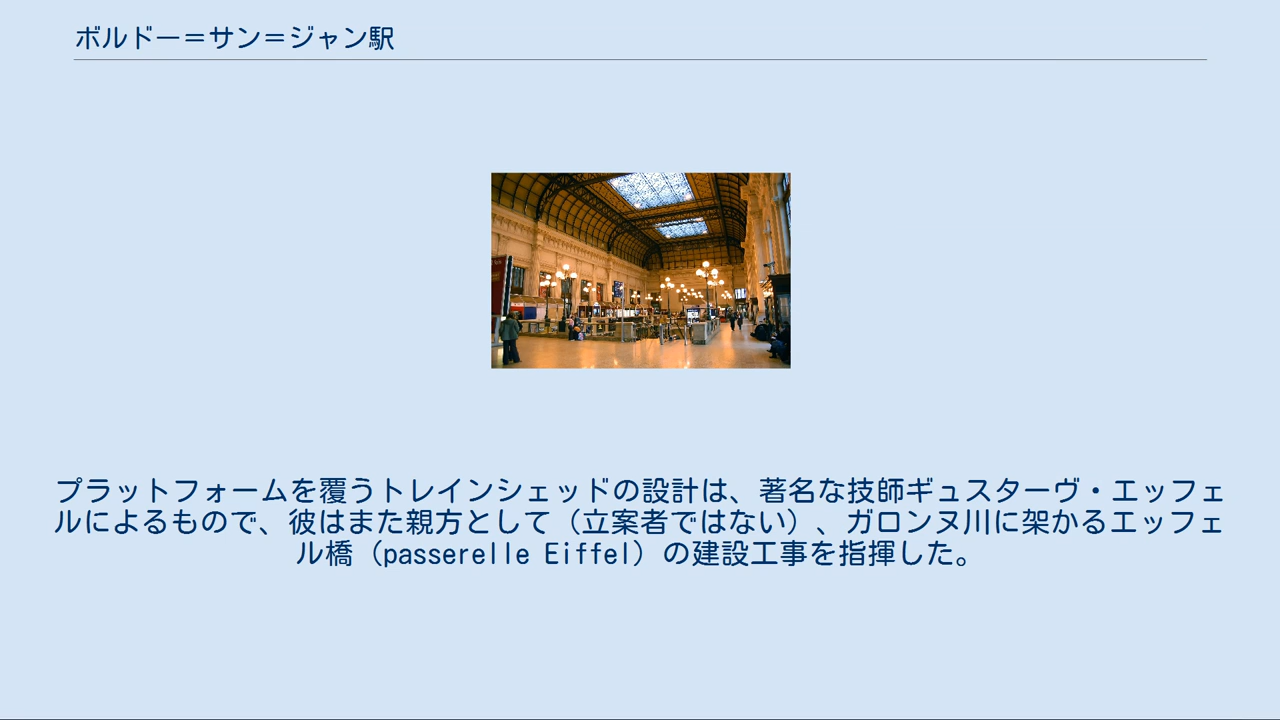 ボルドー＝サン＝ジャン駅
プラットフォームを覆うトレインシェッドの設計は、著名な技師ギュスターヴ・エッフェ
ルによるもので、彼はまた親方として（立案者ではない）、ガロンヌ川に架かるエッフェ
ル橋（passerelle Eiffel）の建設工事を指揮した。